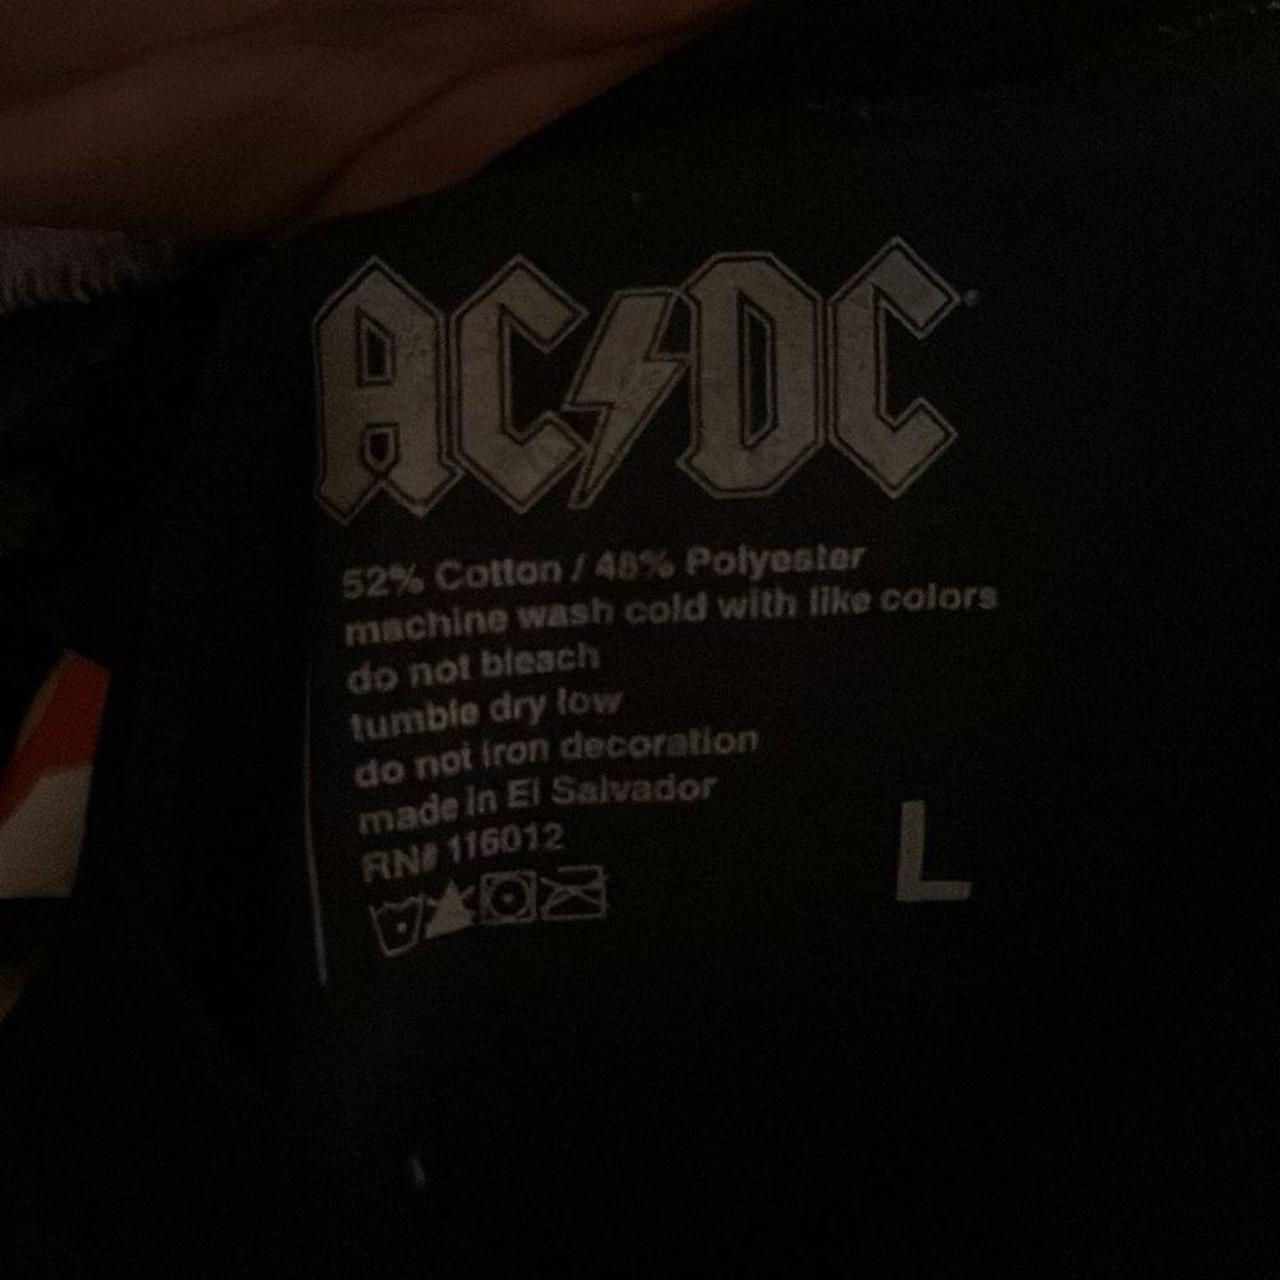 AC/DC
52% Cotton / 48% Polyester
machine wash cold with like colors
do not bleach
tumble dry low
do not iron decoration
made in El Salvador
RN# 116012
L